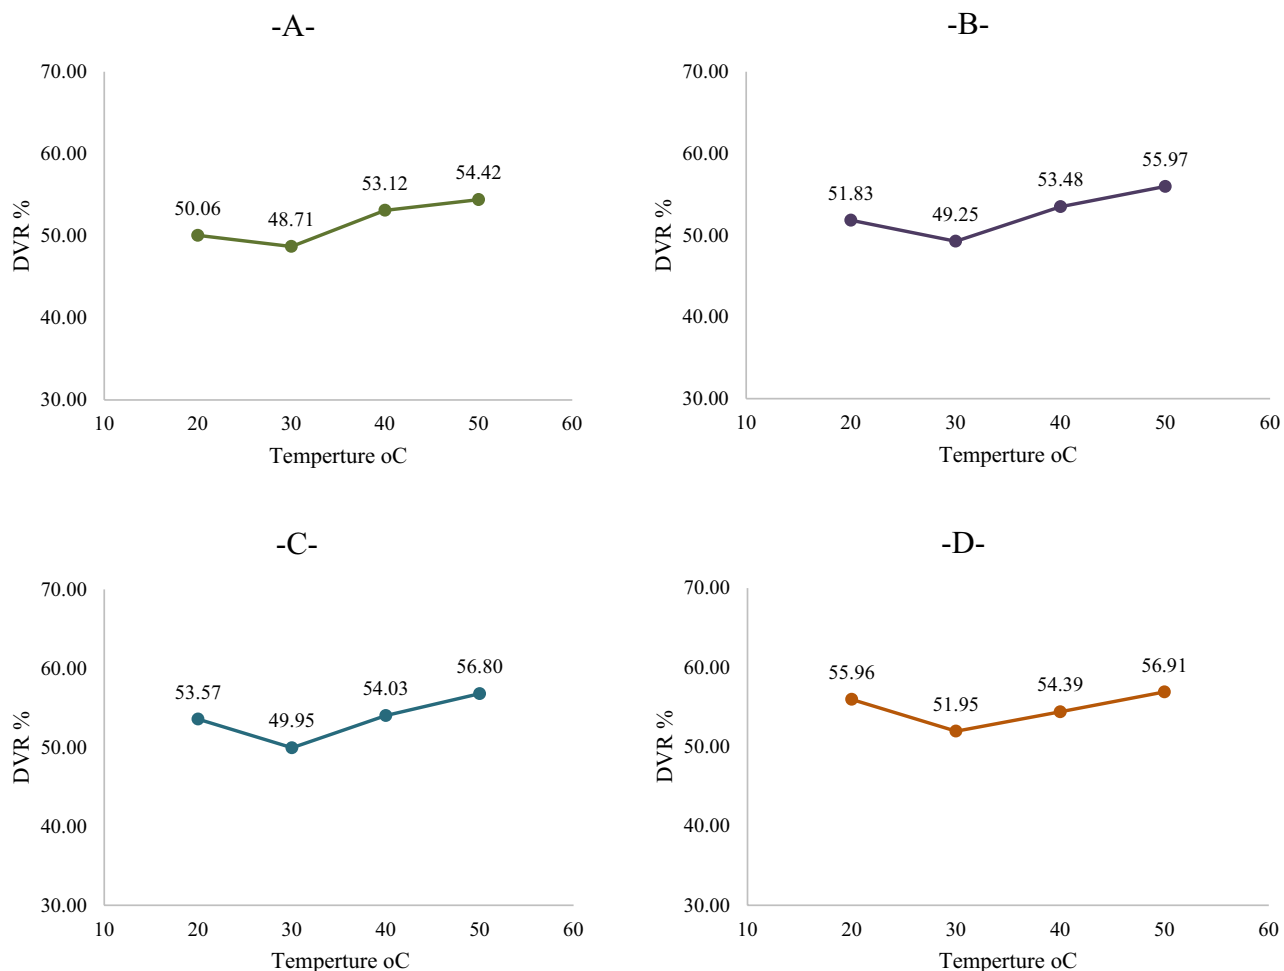 -A-
70.00
60.00
50.00
40.00
30.00
DVR %
50.06
48.71
53.12
54.42
10 20 30 40 50 60
Temperture oC
-B-
70.00
60.00
50.00
40.00
30.00
DVR %
51.83
49.25
53.48
55.97
10 20 30 40 50 60
Temperture oC
-C-
70.00
60.00
50.00
40.00
30.00
DVR %
53.57
49.95
54.03
56.80
10 20 30 40 50 60
Temperture oC
-D-
70.00
60.00
50.00
40.00
30.00
DVR %
55.96
51.95
54.39
56.91
10 20 30 40 50 60
Temperture oC